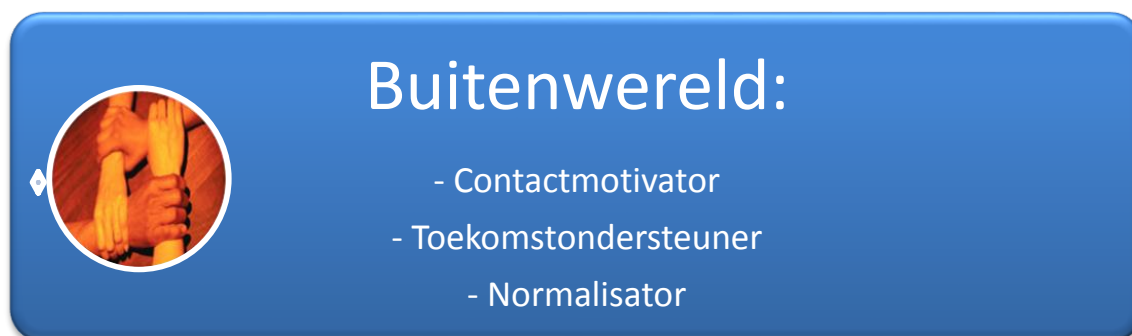 Buitenwereld:
- Contactmotivator
- Toekomstondersteuner
- Normalisator